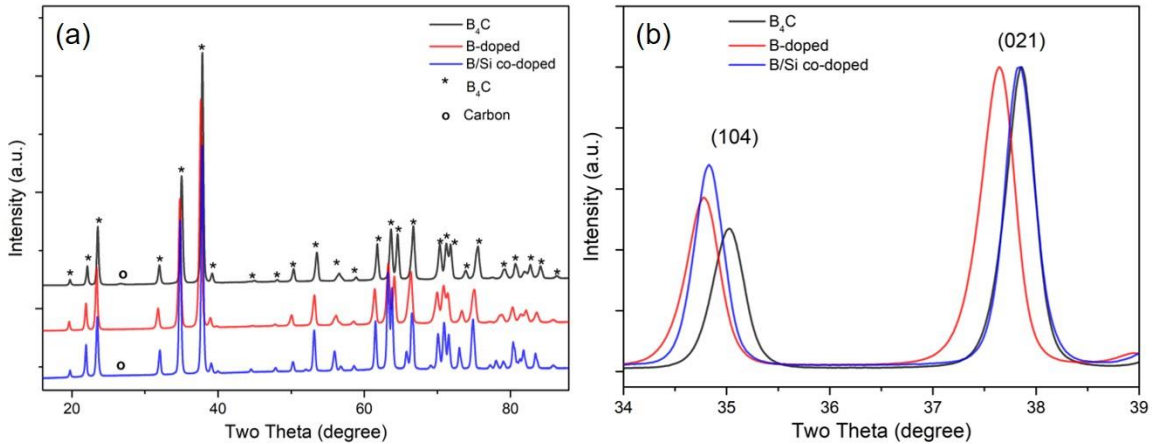 (a)
B₄C
B-doped
B/Si co-doped
* B₄C
o Carbon
* * * o * * * * * * * * * * * * * * * * * * * * * *
o
Intensity (a.u.)
20 40 60 80
Two Theta (degree)
(b)
B₄C
B-doped
B/Si co-doped
(021)
(104)
Intensity (a.u.)
34 35 36 37 38 39
Two Theta (degree)